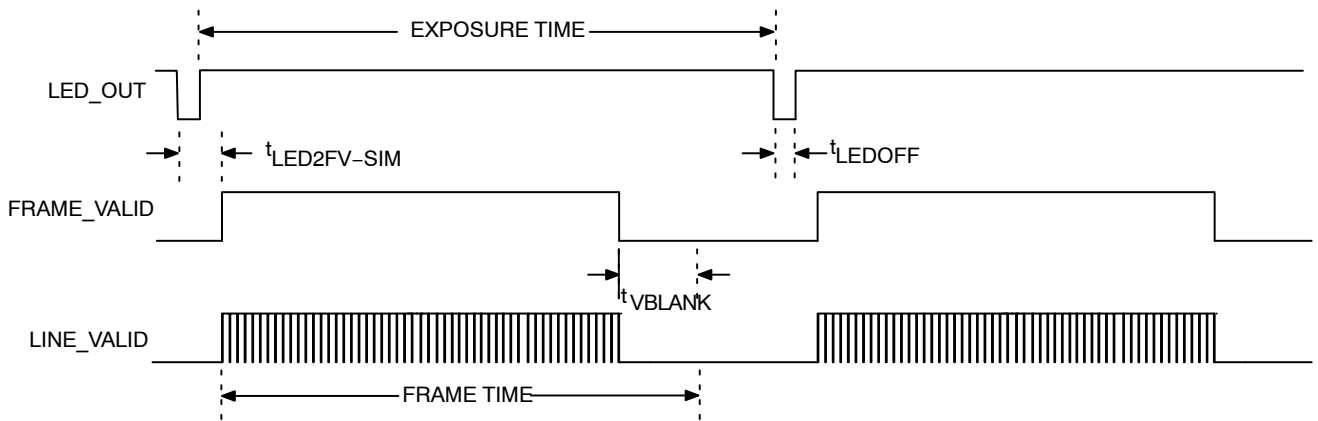 EXPOSURE TIME
LED_OUT
tLED2FV−SIM
tLEDOFF
FRAME_VALID
tVBLANK
LINE_VALID
FRAME TIME